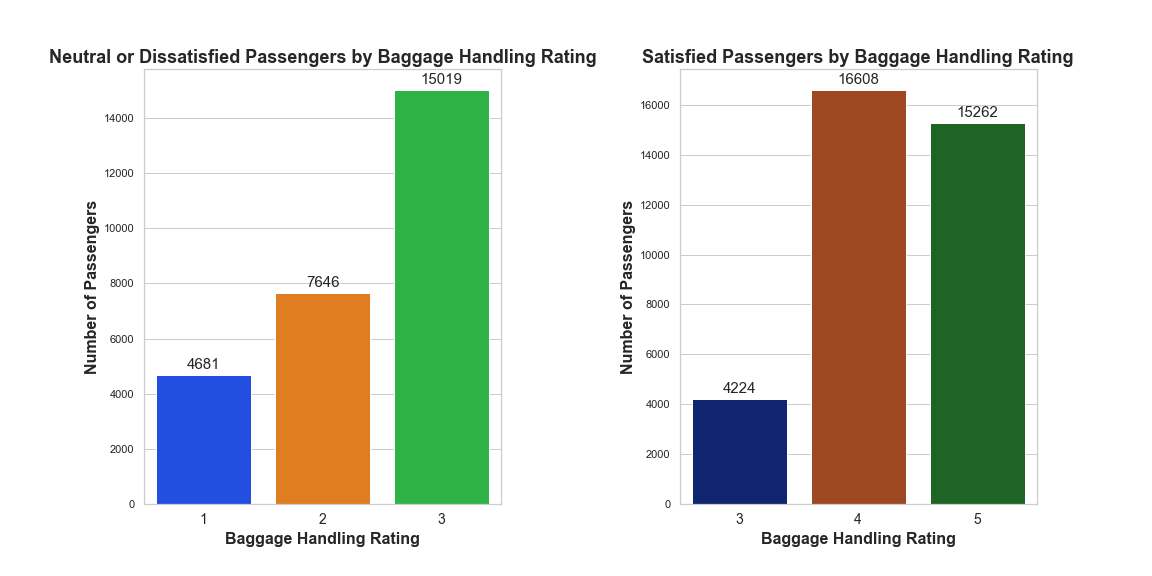 Neutral or Dissatisfied Passengers by Baggage Handling Rating
15019
14000
12000
10000
8000
7646
6000
4681
4000
2000
0
Number of Passengers
1 2 3
Baggage Handling Rating
Satisfied Passengers by Baggage Handling Rating
16608
16000
15262
14000
12000
10000
8000
6000
4224
4000
2000
0
Number of Passengers
3 4 5
Baggage Handling Rating